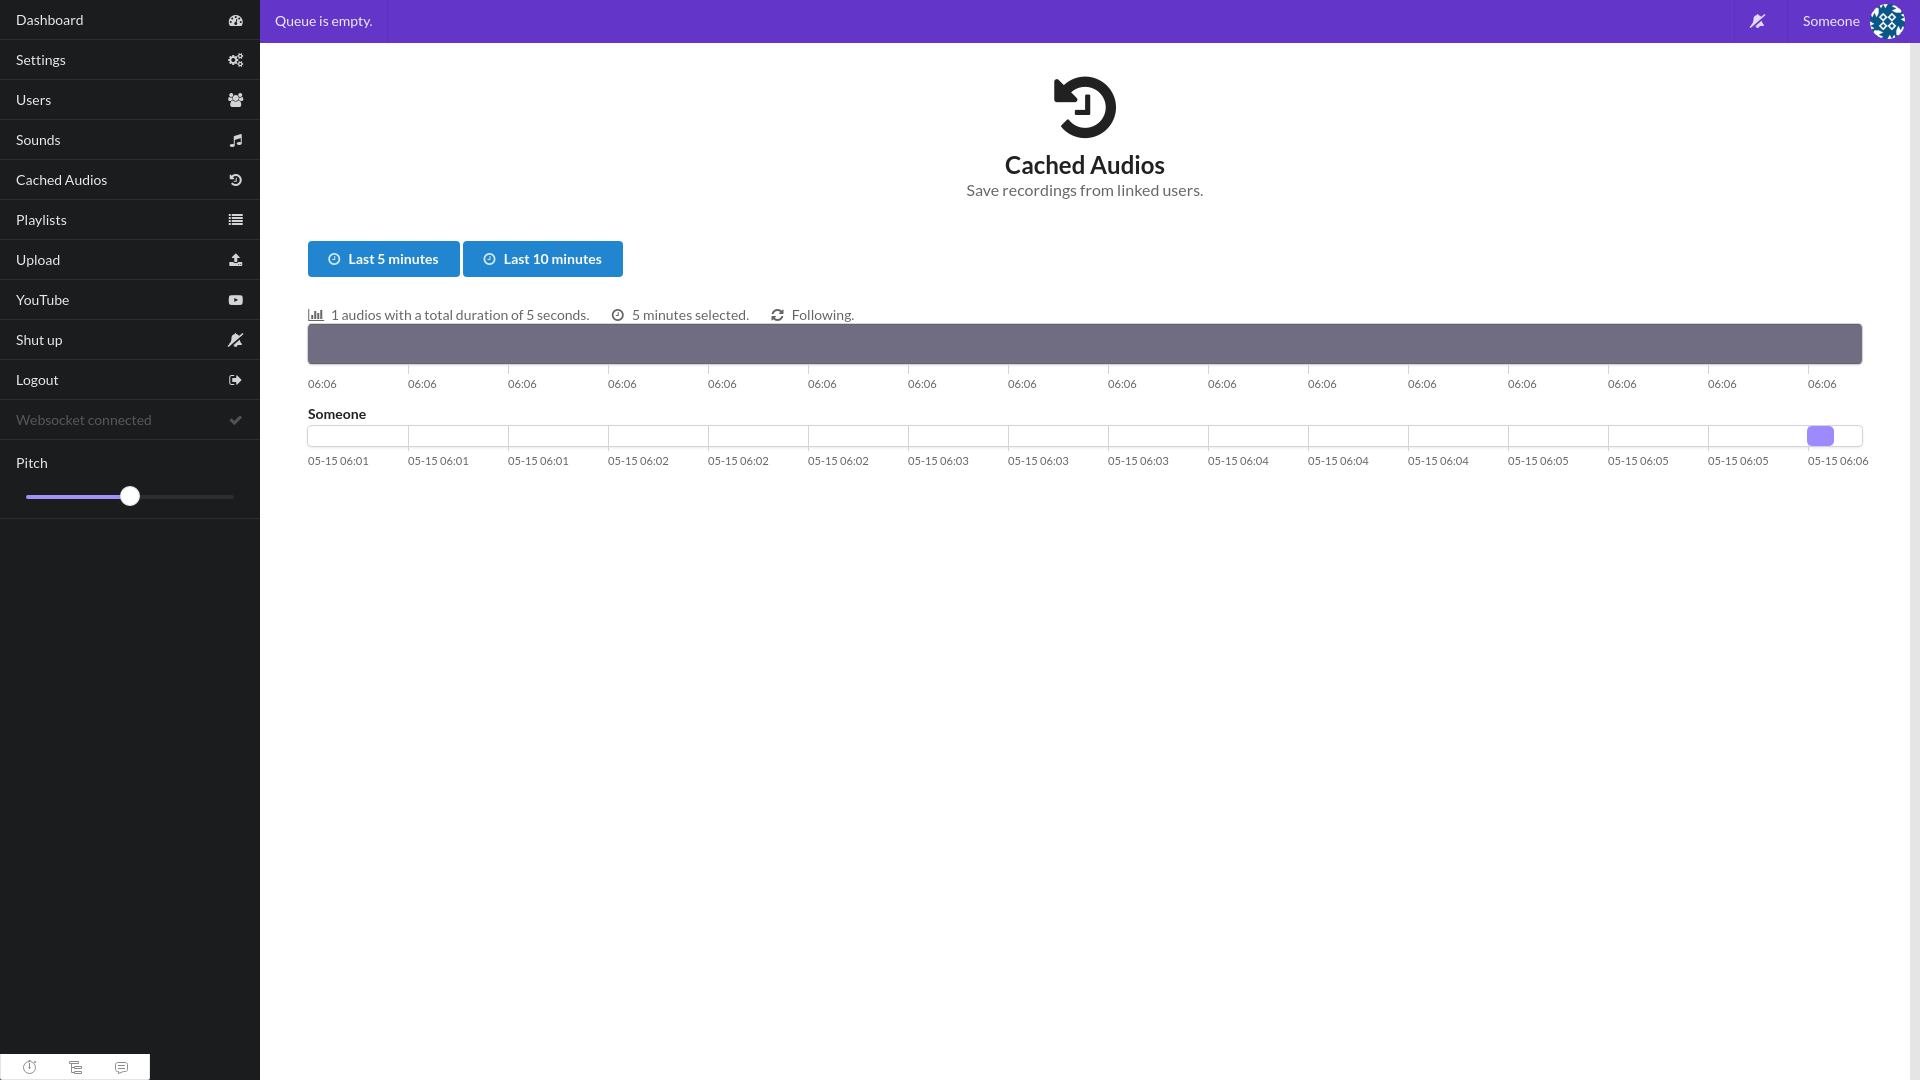 Dashboard
Settings
Users
Sounds
Cached Audios
Playlists
Upload
YouTube
Shut up
Logout
Websocket connected
Pitch
Queue is empty.
Someone
Cached Audios
Save recordings from linked users.
Last 5 minutes Last 10 minutes
1 audios with a total duration of 5 seconds. 5 minutes selected. Following.
06:06 06:06 06:06 06:06 06:06 06:06 06:06 06:06 06:06 06:06 06:06 06:06 06:06 06:06 06:06 06:06
Someone
05-15 06:01 05-15 06:01 05-15 06:01 05-15 06:02 05-15 06:02 05-15 06:02 05-15 06:03 05-15 06:03 05-15 06:03 05-15 06:04 05-15 06:04 05-15 06:04 05-15 06:05 05-15 06:05 05-15 06:05 05-15 06:06